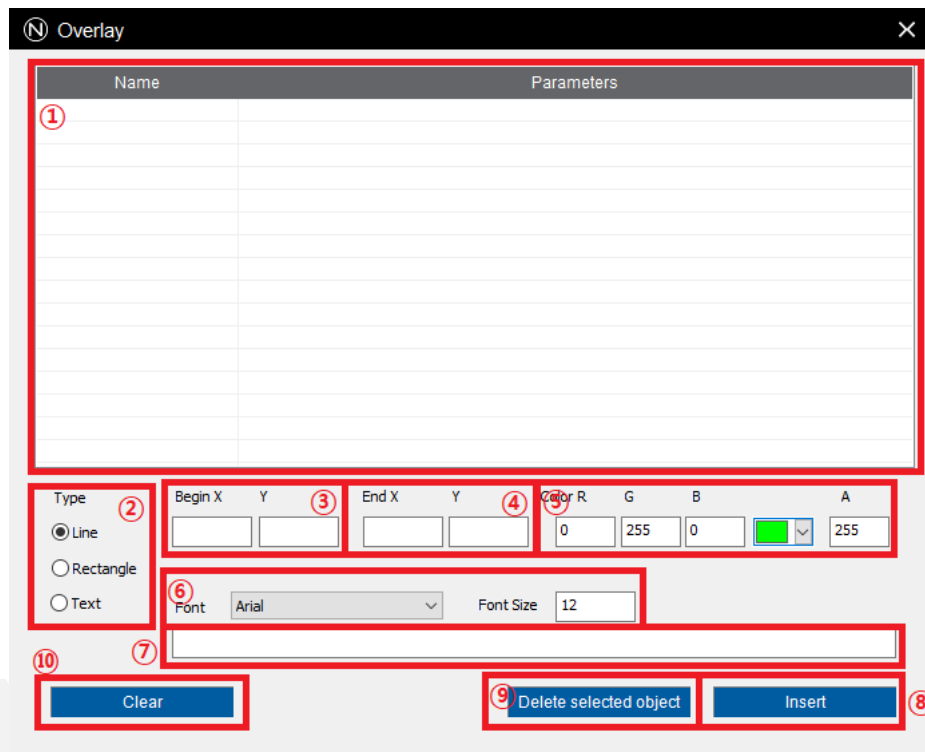 N Overlay
Name Parameters
①
Type ② Begin X Y ③ End X Y ④ Color R ⑤ G B A
Line 0 255 0 255
Rectangle
Text
⑥
Font Arial Font Size 12
⑦
⑩
Clear ⑨ Delete selected object Insert ⑧